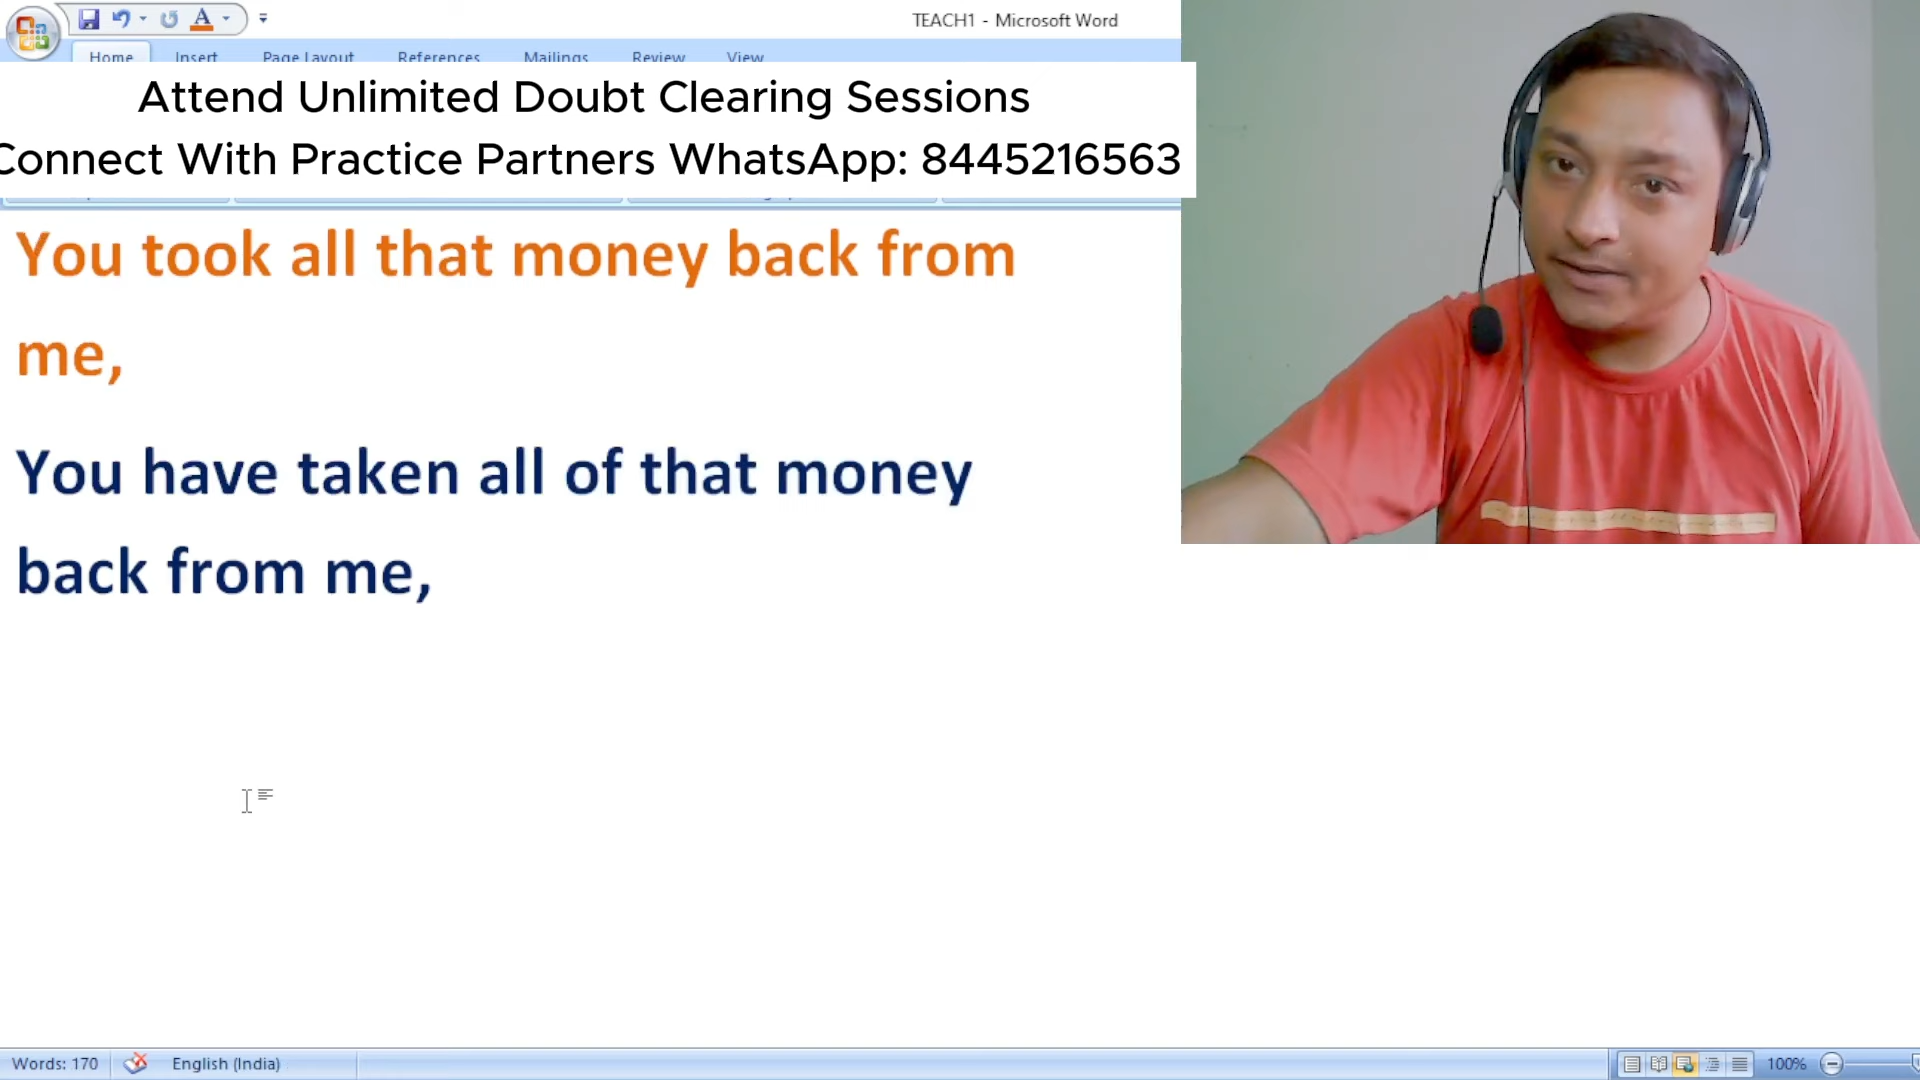 TEACH1 - Microsoft Word
Home Insert Page Layout References Mailings Review View
Attend Unlimited Doubt Clearing Sessions
Connect With Practice Partners WhatsApp: 8445216563
You took all that money back from
me,
You have taken all of that money
back from me,
Words: 170 English (India) 100%